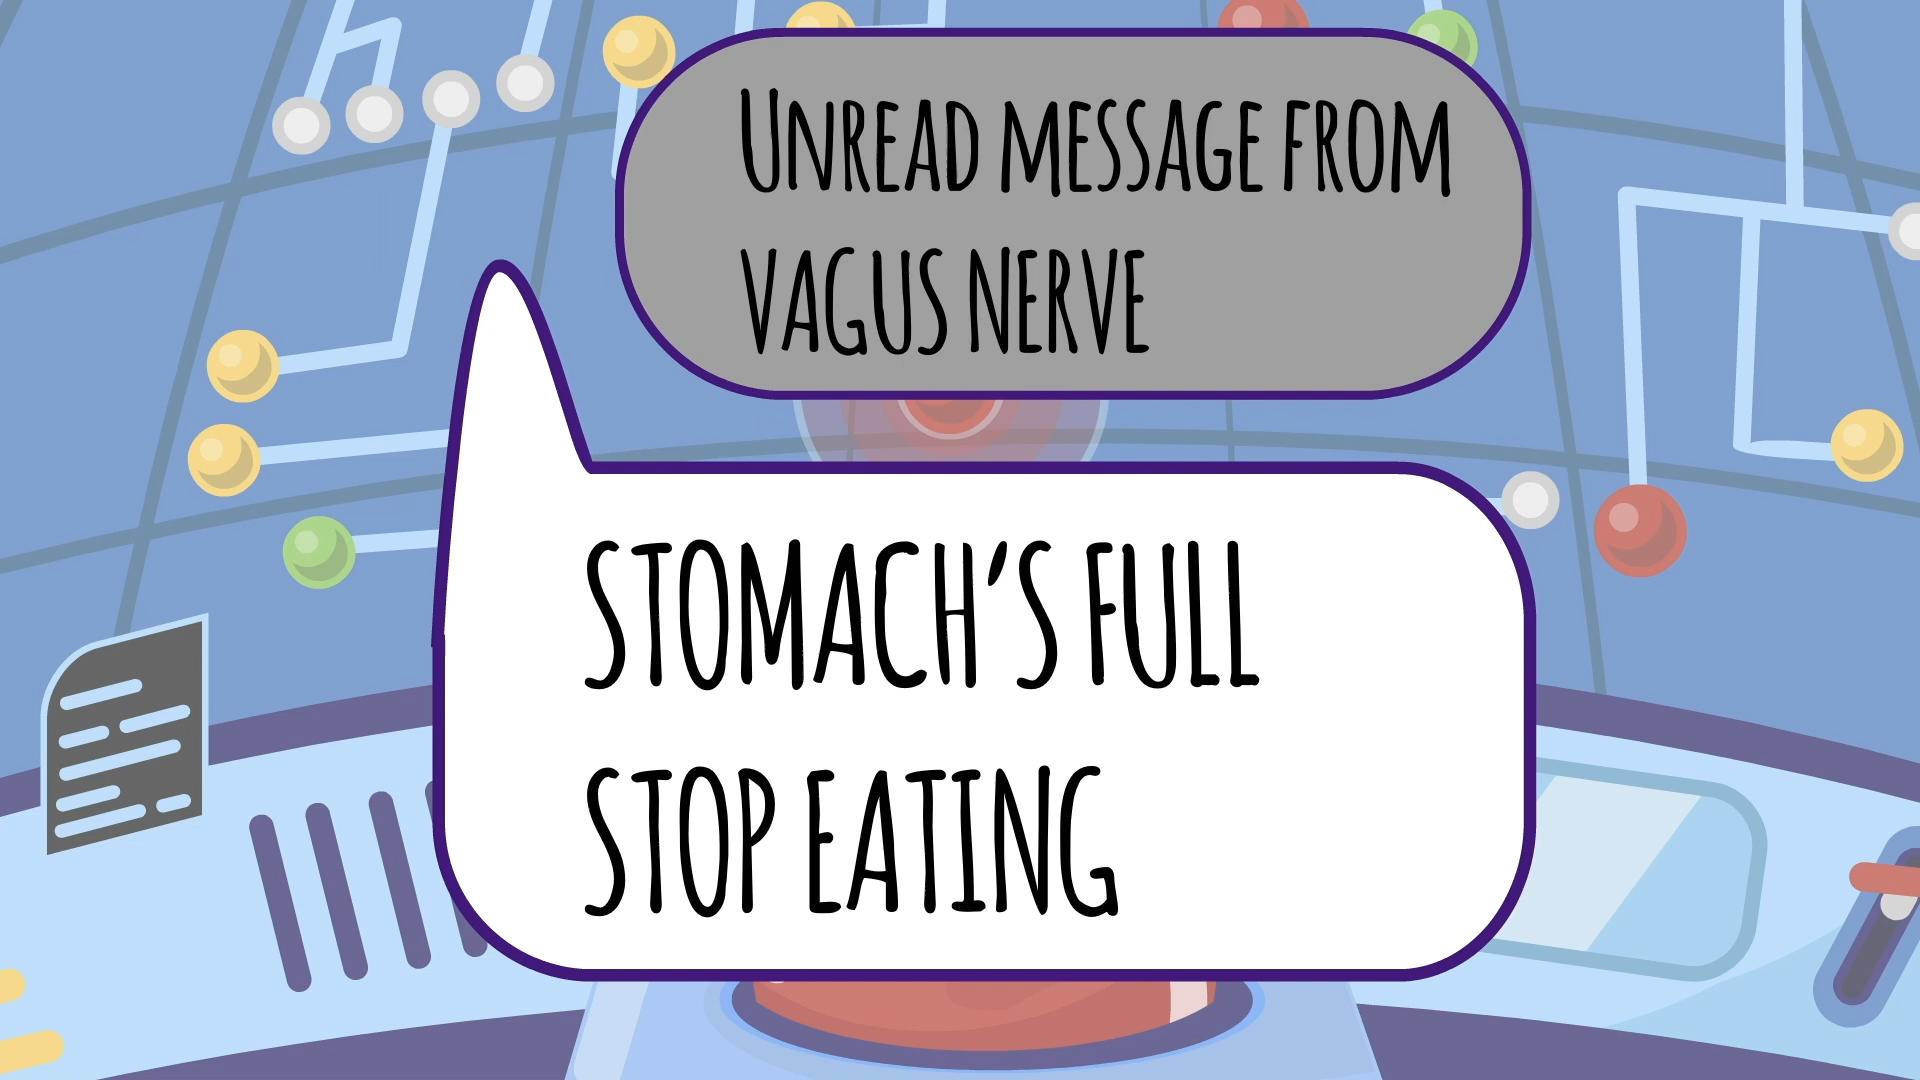 Unread message from
vagus nerve
STOMACH'S FULL
STOP EATING